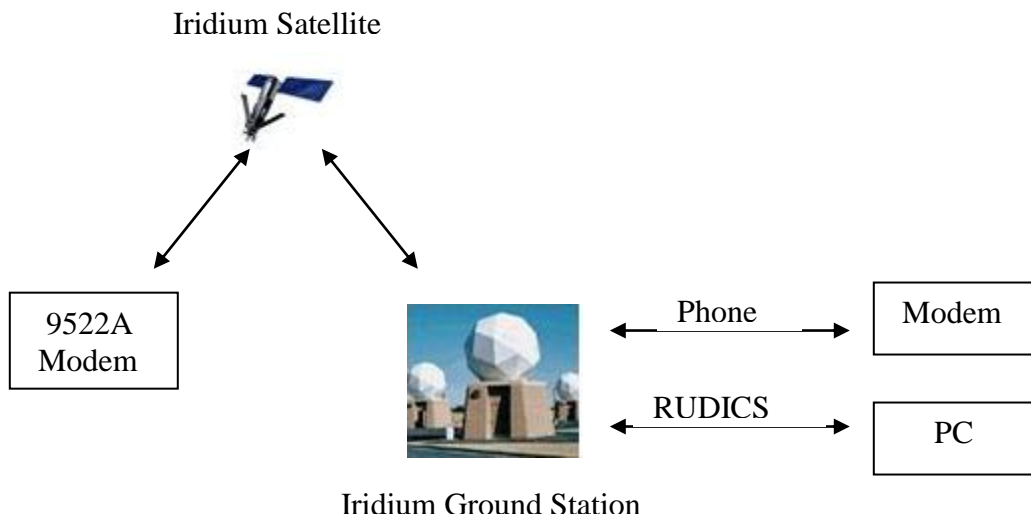 Iridium Satellite
9522A
Modem
Phone
Modem
RUDICS
PC
Iridium Ground Station